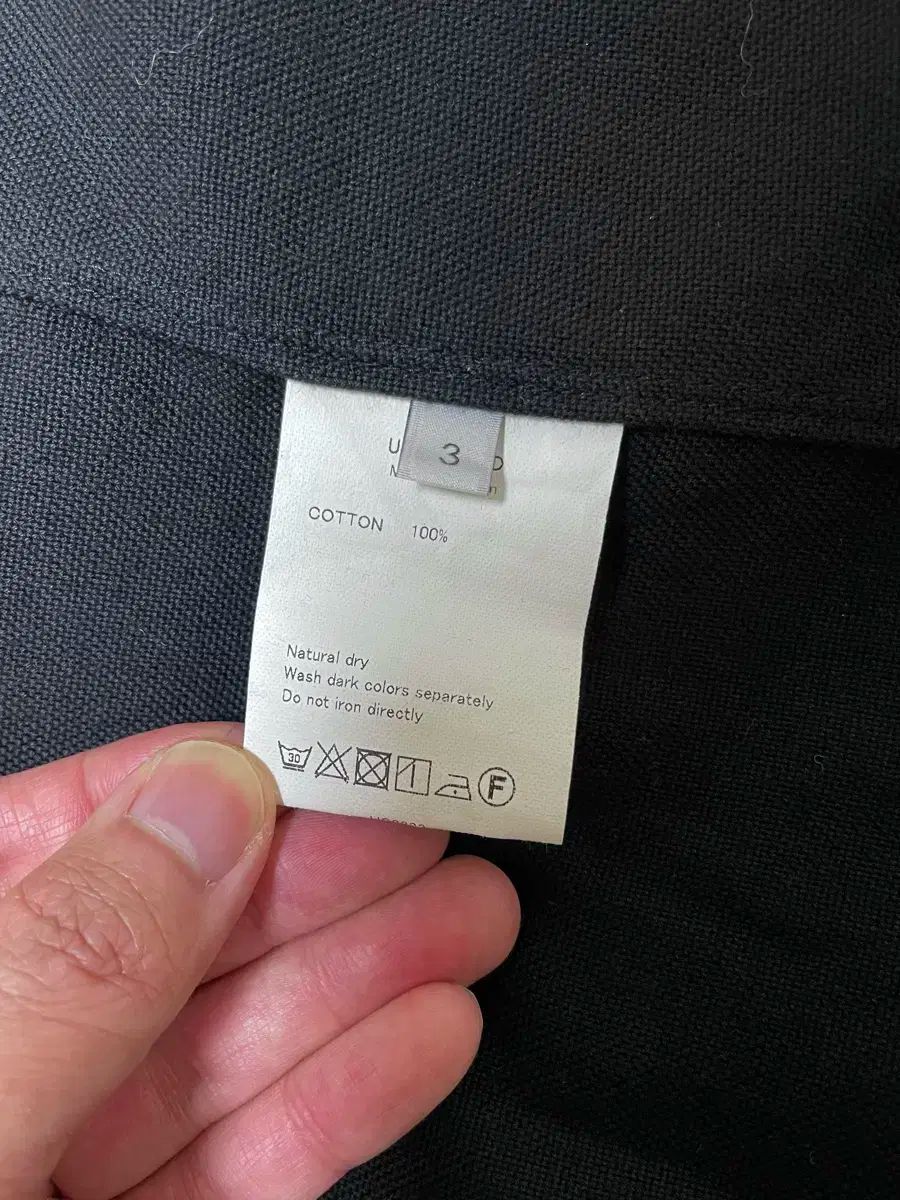 3
COTTON 100%
Natural dry
Wash dark colors separately
Do not iron directly
30
F